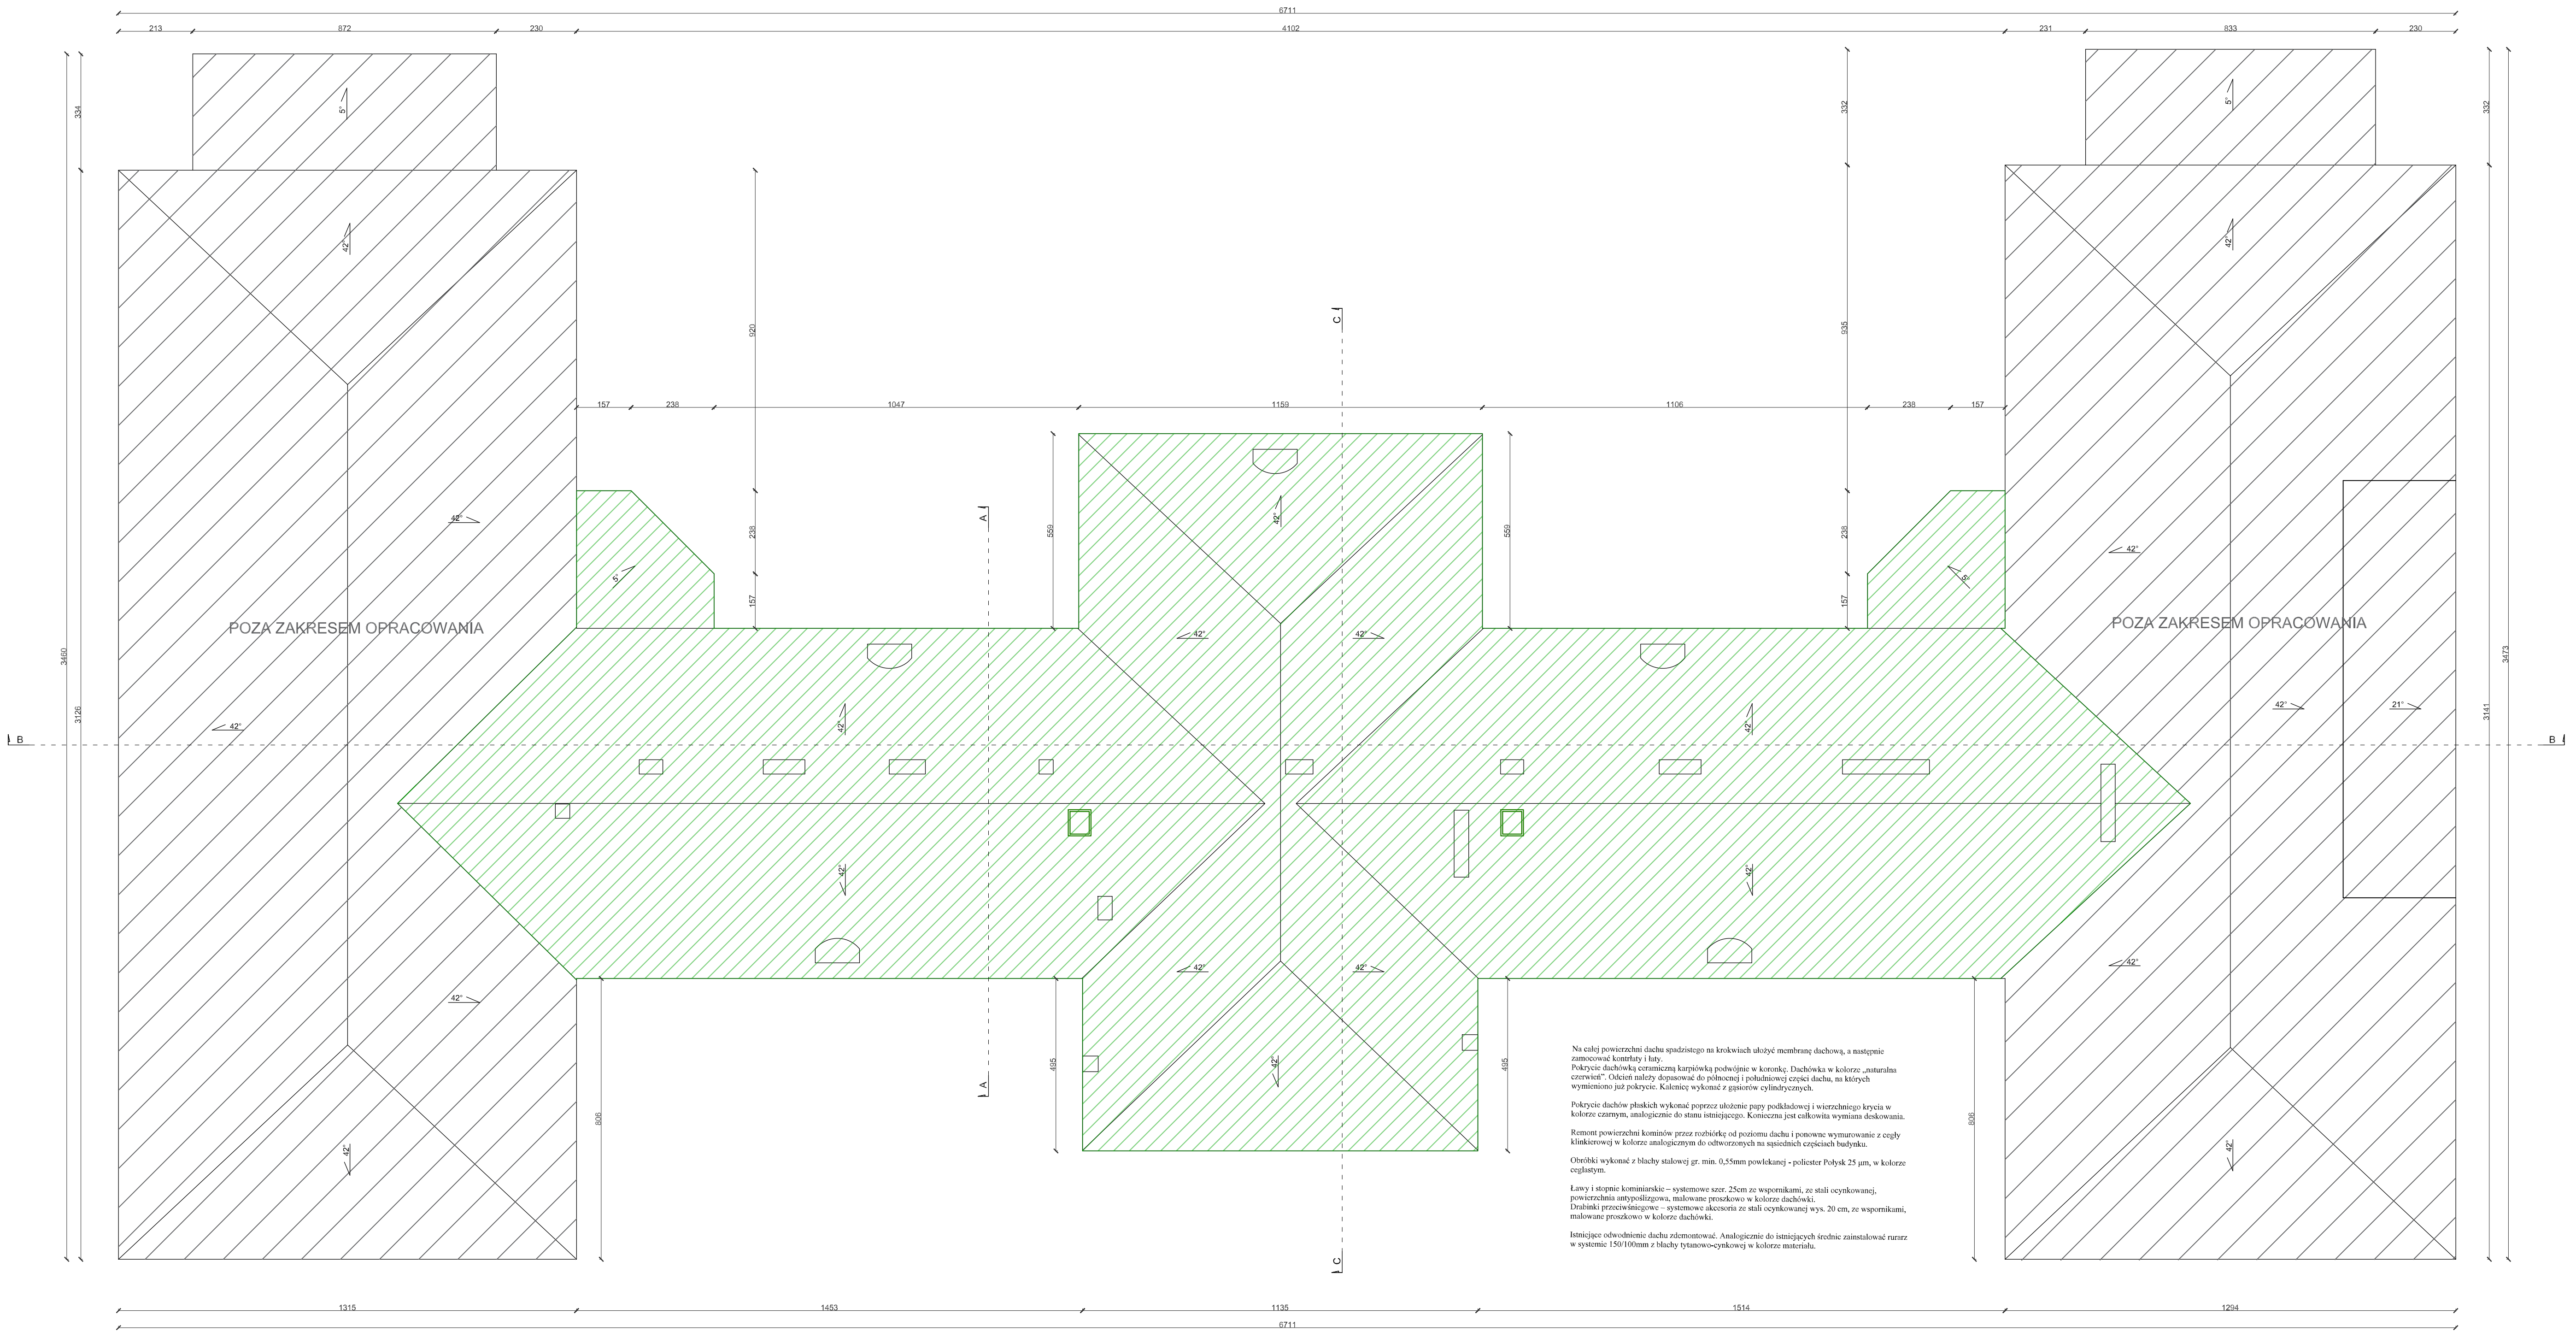 6711
213
872
230
4102
231
833
230
334
5°
332
5°
332
42°
42°
920
C
935
157
238
1047
1159
1106
238
157
42°
A
42°
559
559
238
238
42°
5°
5°
157
157
POZA ZAKRESEM OPRACOWANIA
42°
42°
POZA ZAKRESEM OPRACOWANIA
3460
3473
3126
42°
42°
42°
42°
21°
3141
B
B
42°
42°
42°
42°
42°
42°
42°
495
42°
495
A
806
806
42°
42°
C
Na całej powierzchni dachu spadzistego na krokwiach ułożyć membranę dachową, a następnie
zamocować kontrłaty i łaty.
Pokrycie dachówką ceramiczną karpiówką podwójnie w koronkę. Dachówka w kolorze „naturalna
czerwień”. Odcień należy dopasować do północnej i południowej części dachu, na których
wymieniono już pokrycie. Kalenicę wykonać z gąsiorów cylindrycznych.
Pokrycie dachów płaskich wykonać poprzez ułożenie papy podkładowej i wierzchniego krycia w
kolorze czarnym, analogicznie do stanu istniejącego. Konieczna jest całkowita wymiana deskowania.
Remont powierzchni kominów przez rozbiórkę od poziomu dachu i ponowne wymurowanie z cegły
klinkierowej w kolorze analogicznym do odtworzonych na sąsiednich częściach budynku.
Obróbki wykonać z blachy stalowej gr. min. 0,55mm powlekanej - poliester Połysk 25 µm, w kolorze
ceglastym.
Ławy i stopnie kominiarskie – systemowe szer. 25cm ze wspornikami, ze stali ocynkowanej,
powierzchnia antypoślizgowa, malowane proszkowo w kolorze dachówki.
Drabinki przeciwśniegowe – systemowe akcesoria ze stali ocynkowanej wys. 20 cm, ze wspornikami,
malowane proszkowo w kolorze dachówki.
Istniejące odwodnienie dachu zdemontować. Analogicznie do istniejących średnic zainstalować rurarz
w systemie 150/100mm z blachy tytanowo-cynkowej w kolorze materiału.
1315
1453
1135
1514
1294
6711